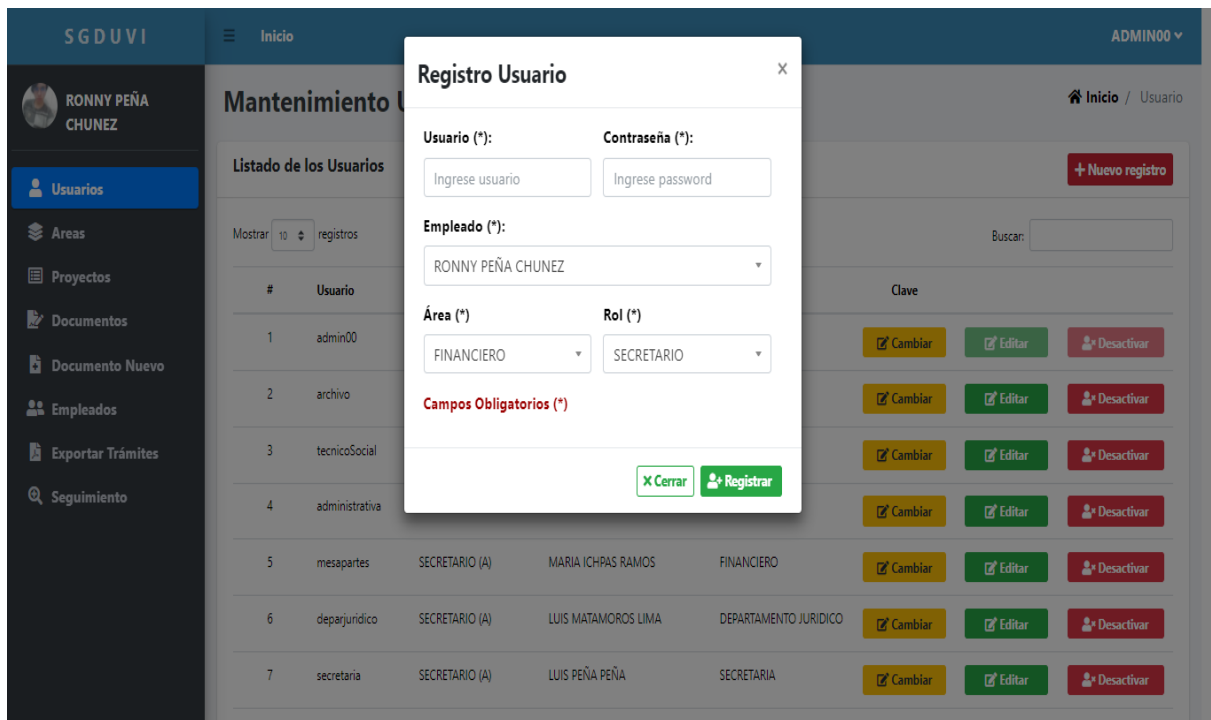 SGDUVI
Inicio
ADMIN00
RONNY PEÑA
CHUNEZ
Usuarios
Areas
Proyectos
Documentos
Documento Nuevo
Empleados
Exportar Trámites
Seguimiento
Mantenimiento
Inicio / Usuario
Listado de los Usuarios
+ Nuevo registro
Mostrar 10 registros
Buscar:
# Usuario Clave
1 admin00 Cambiar Editar Desactivar
2 archivo Cambiar Editar Desactivar
3 tecnicoSocial Cambiar Editar Desactivar
4 administrativa Cambiar Editar Desactivar
5 mesapartes SECRETARIO (A) MARIA ICHPAS RAMOS FINANCIERO Cambiar Editar Desactivar
6 deparjuridico SECRETARIO (A) LUIS MATAMOROS LIMA DEPARTAMENTO JURIDICO Cambiar Editar Desactivar
7 secretaria SECRETARIO (A) LUIS PEÑA PEÑA SECRETARIA Cambiar Editar Desactivar
Registro Usuario
×
Usuario (*): Contraseña (*):
Ingrese usuario Ingrese password
Empleado (*):
RONNY PEÑA CHUNEZ
Área (*) Rol (*)
FINANCIERO SECRETARIO
Campos Obligatorios (*)
Cerrar Registrar